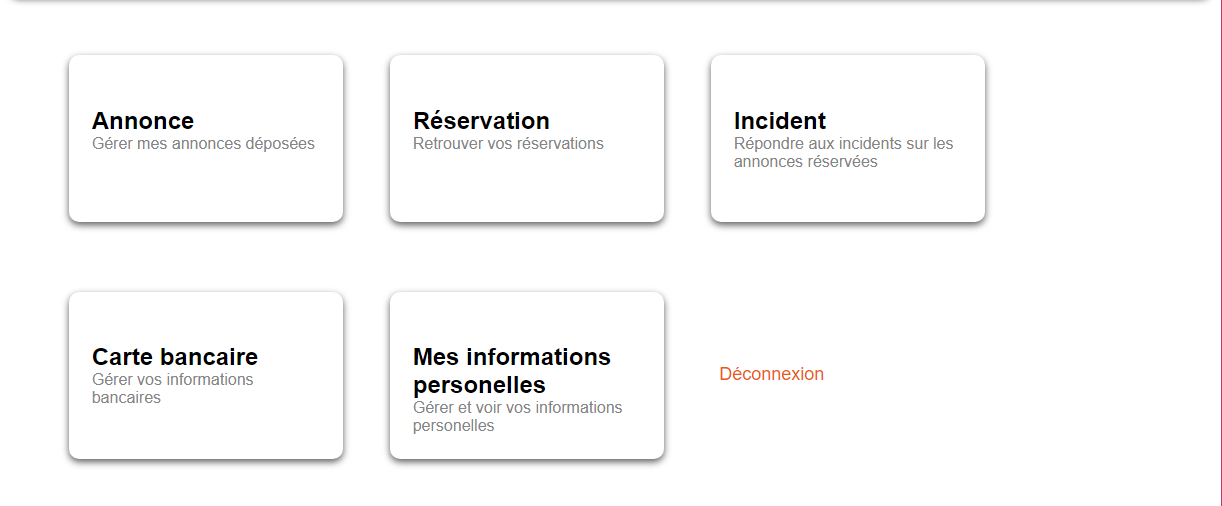 Annonce
Gérer mes annonces déposées
Réservation
Retrouver vos réservations
Incident
Répondre aux incidents sur les
annonces réservées
Carte bancaire
Gérer vos informations
bancaires
Mes informations
personelles
Gérer et voir vos informations
personelles
Déconnexion